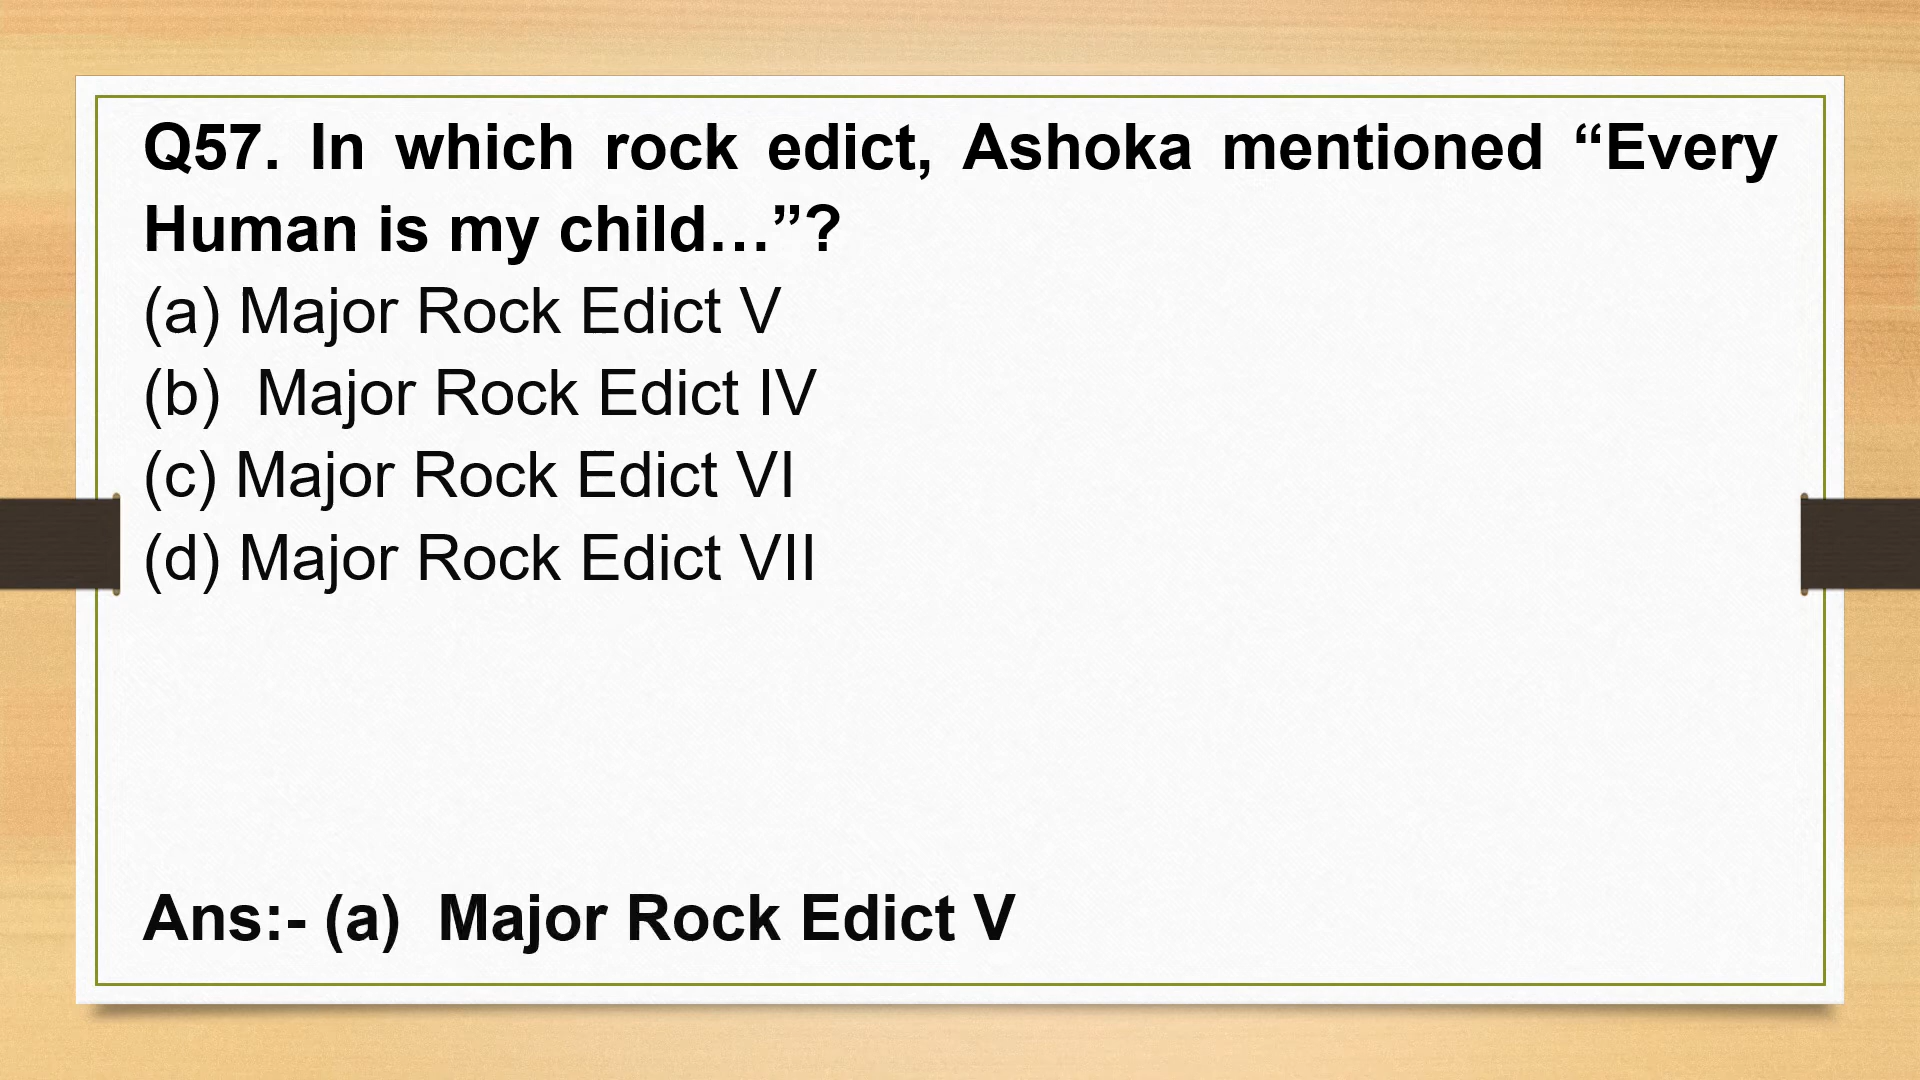 Q57. In which rock edict, Ashoka mentioned “Every
Human is my child…”?
(a) Major Rock Edict V
(b)  Major Rock Edict IV
(c) Major Rock Edict VI
(d) Major Rock Edict VII
Ans:- (a)  Major Rock Edict V